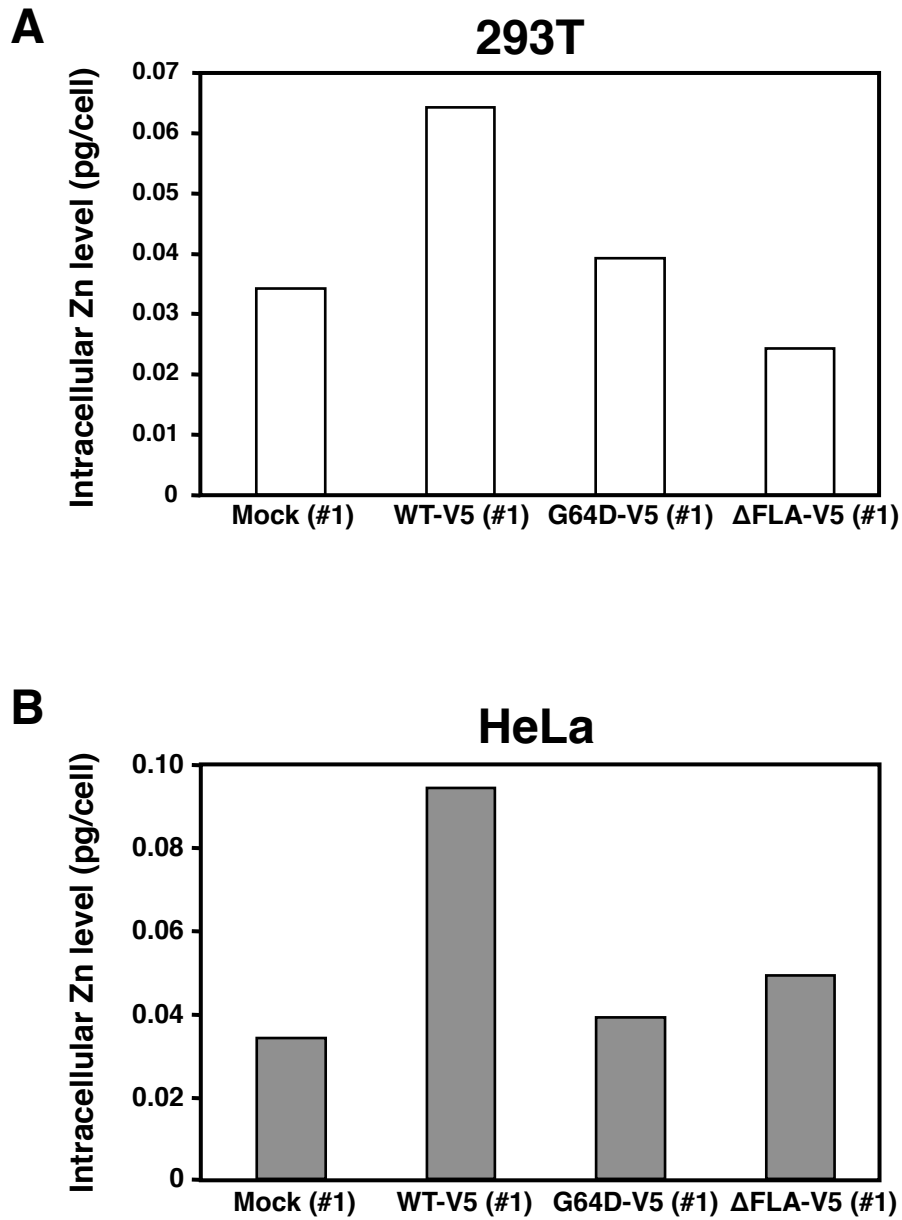 A
293T
Intracellular Zn level (pg/cell)
0.07
0.06
0.05
0.04
0.03
0.02
0.01
0
Mock (#1) WT-V5 (#1) G64D-V5 (#1) ΔFLA-V5 (#1)
B
HeLa
Intracellular Zn level (pg/cell)
0.10
0.08
0.06
0.04
0.02
0
Mock (#1) WT-V5 (#1) G64D-V5 (#1) ΔFLA-V5 (#1)